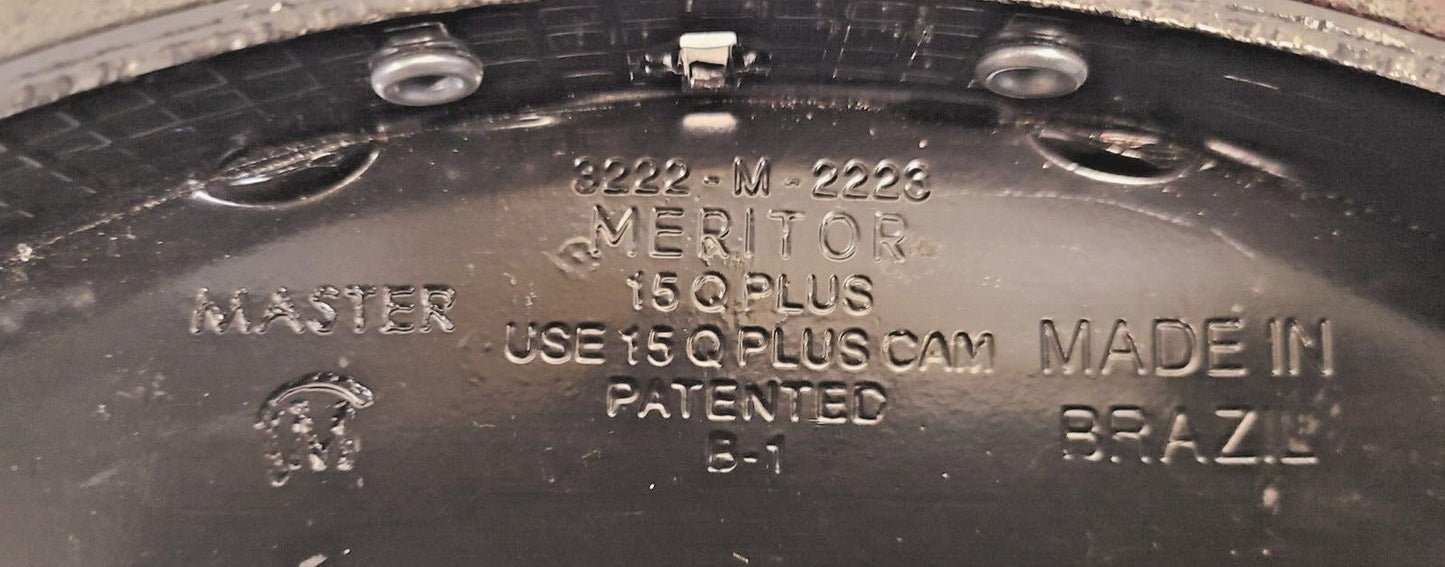 3222-M-2223
MERITOR
15 Q PLUS
USE 15 Q PLUS CAM
PATENTED
B-1
MASTER
M
MADE IN
BRAZIL